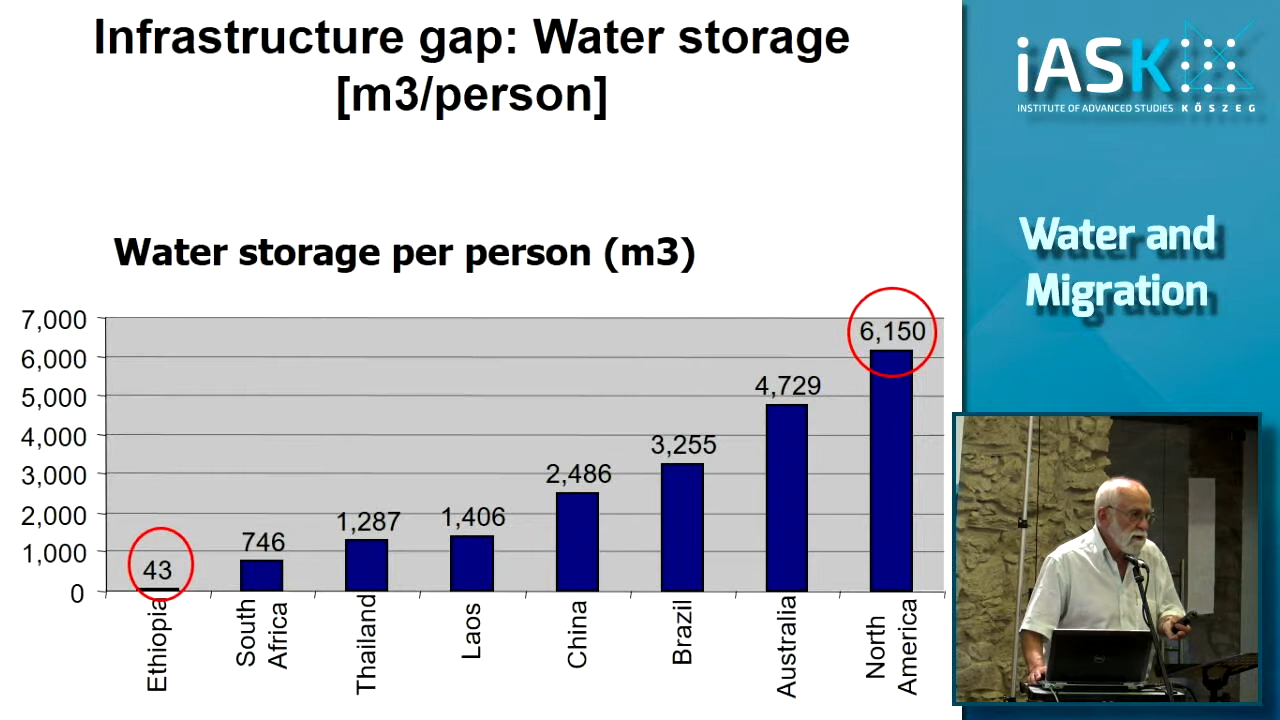 Infrastructure gap: Water storage
[m3/person]
Water storage per person (m3)
7,000
6,000
5,000
4,000
3,000
2,000
1,000
0
43
746
1,287
1,406
2,486
3,255
4,729
6,150
Ethiopia
South
Africa
Thailand
Laos
China
Brazil
Australia
North
America
iASK
INSTITUTE OF ADVANCED STUDIES KŐSZEG
Water and
Migration